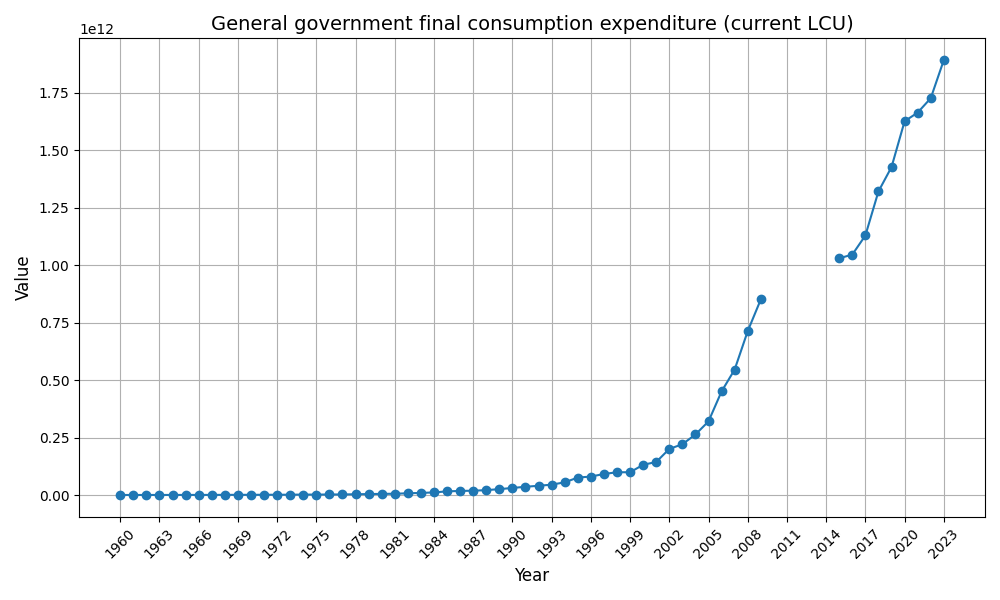 General government final consumption expenditure (current LCU)
1e12
1.75
1.50
1.25
1.00
0.75
0.50
0.25
0.00
Value
1960 1963 1966 1969 1972 1975 1978 1981 1984 1987 1990 1993 1996 1999 2002 2005 2008 2011 2014 2017 2020 2023
Year